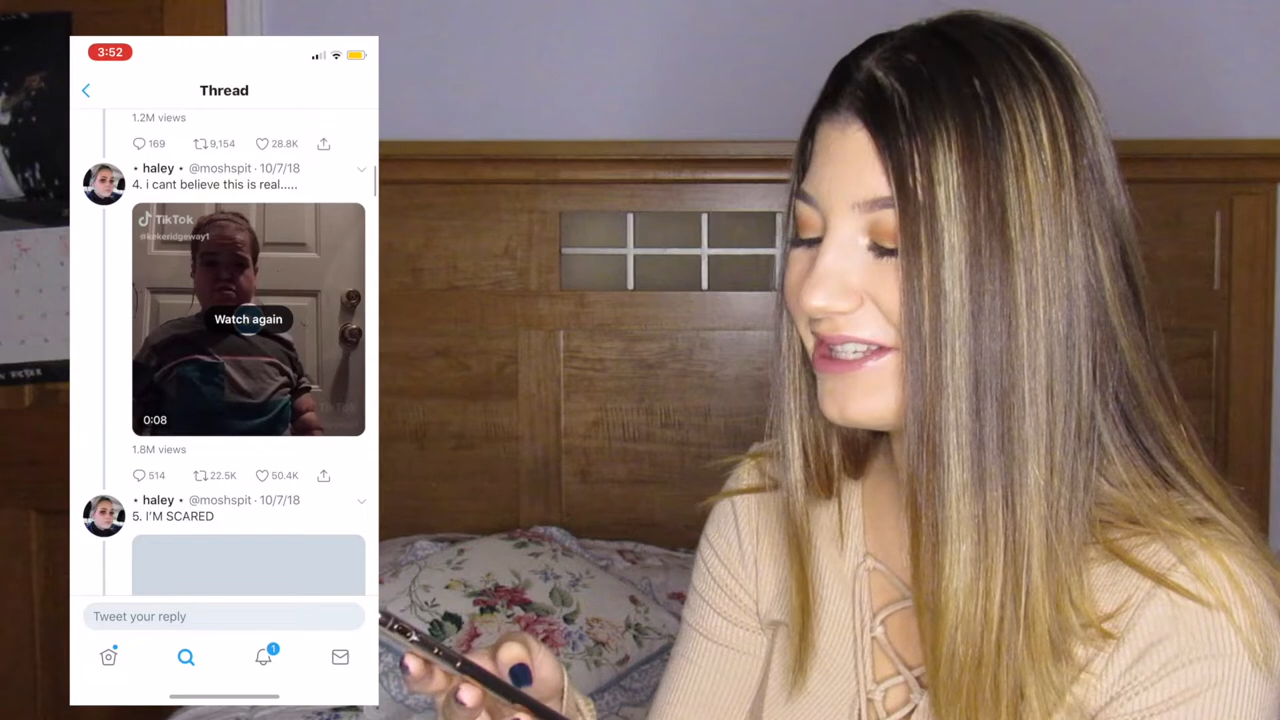 3:52
Thread
1.2M views
169 9,154 28.8K
• haley • @moshspit · 10/7/18
4. i cant believe this is real.....
TikTok
@kekeridgeway1
Watch again
0:08
1.8M views
514 22.5K 50.4K
• haley • @moshspit · 10/7/18
5. I'M SCARED
Tweet your reply
1